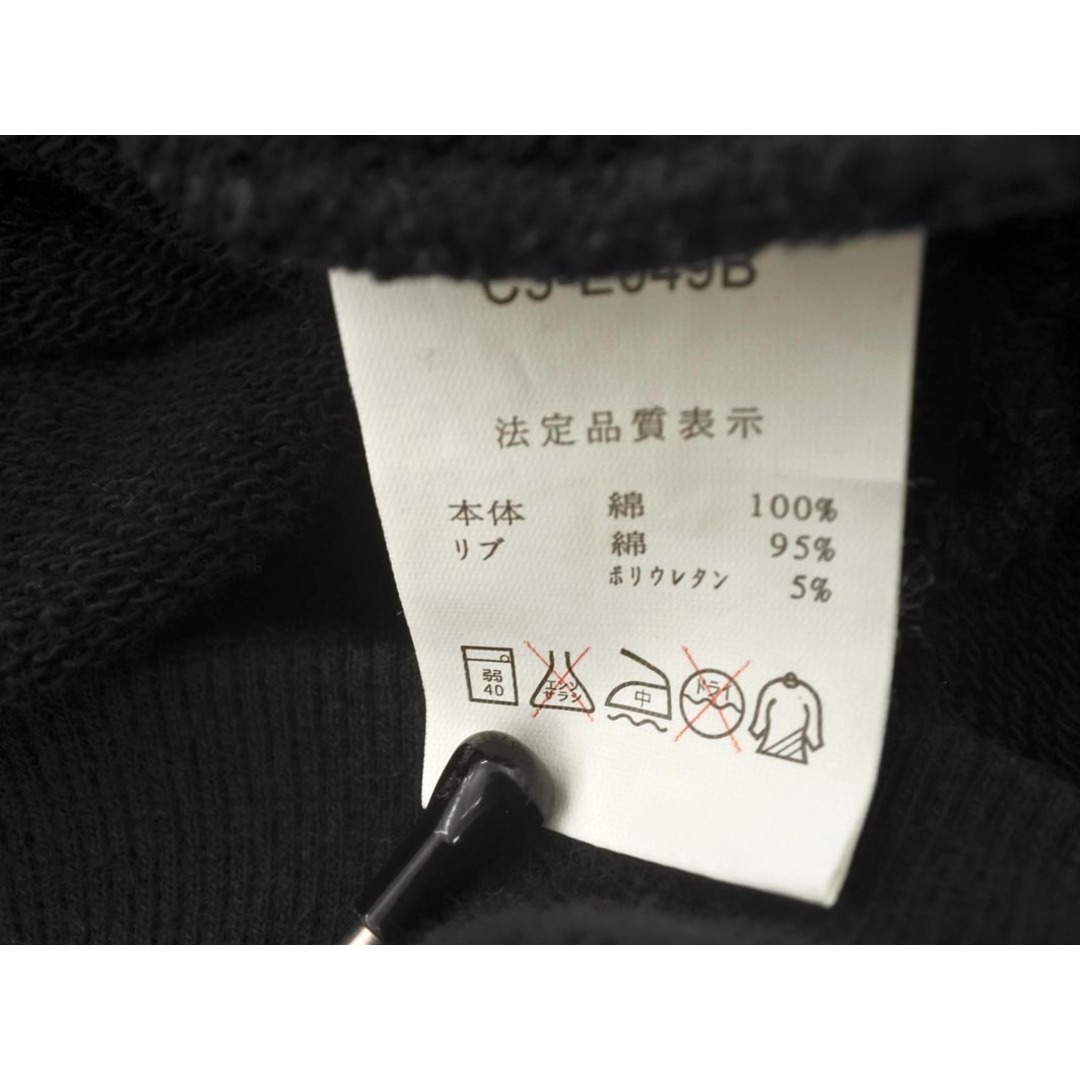 法定品質表示
本体 綿 100%
リブ 綿 95%
ポリウレタン 5%
弱 エンソ 中 ドライ
40 サラシ